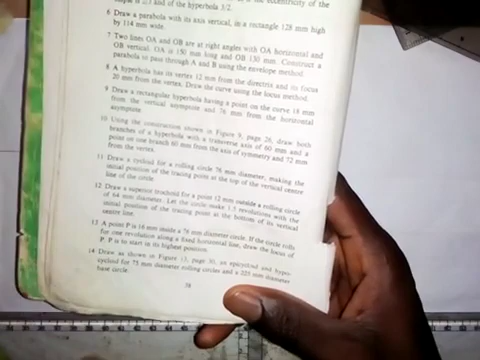 ellipse is 2/3 and of the hyperbola 3/2.
6 Draw a parabola with its axis vertical, in a rectangle 128 mm high
by 114 mm wide.
7 Two lines OA and OB are at right angles with OA horizontal and
OB vertical. OA is 150 mm long and OB 130 mm. Construct a
parabola to pass through A and B using the envelope method.
8 A hyperbola has its vertex 12 mm from the directrix and its focus
20 mm from the vertex. Draw the curve using the focus method.
9 Draw a rectangular hyperbola having a point on the curve 18 mm
from the vertical asymptote and 76 mm from the horizontal
asymptote.
10 Using the construction shown in Figure 9, page 26, draw both
branches of a hyperbola with a transverse axis of 60 mm and a
point on one branch 60 mm from the axis of symmetry and 72 mm
from the vertex.
11 Draw a cycloid for a rolling circle 76 mm diameter, making the
initial position of the tracing point at the top of the vertical centre
line of the circle.
12 Draw a superior trochoid for a point 12 mm outside a rolling circle
of 64 mm diameter. Let the circle make 1.5 revolutions with the
initial position of the tracing point at the bottom of its vertical
centre line.
13 A point P is 16 mm inside a 76 mm diameter circle. If the circle rolls
for one revolution along a fixed horizontal line, draw the locus of
P. P is to start in its highest position.
14 Draw as shown in Figure 13, page 30, an epicycloid and hypo-
cycloid for 75 mm diameter rolling circles and a 225 mm diameter
base circle.